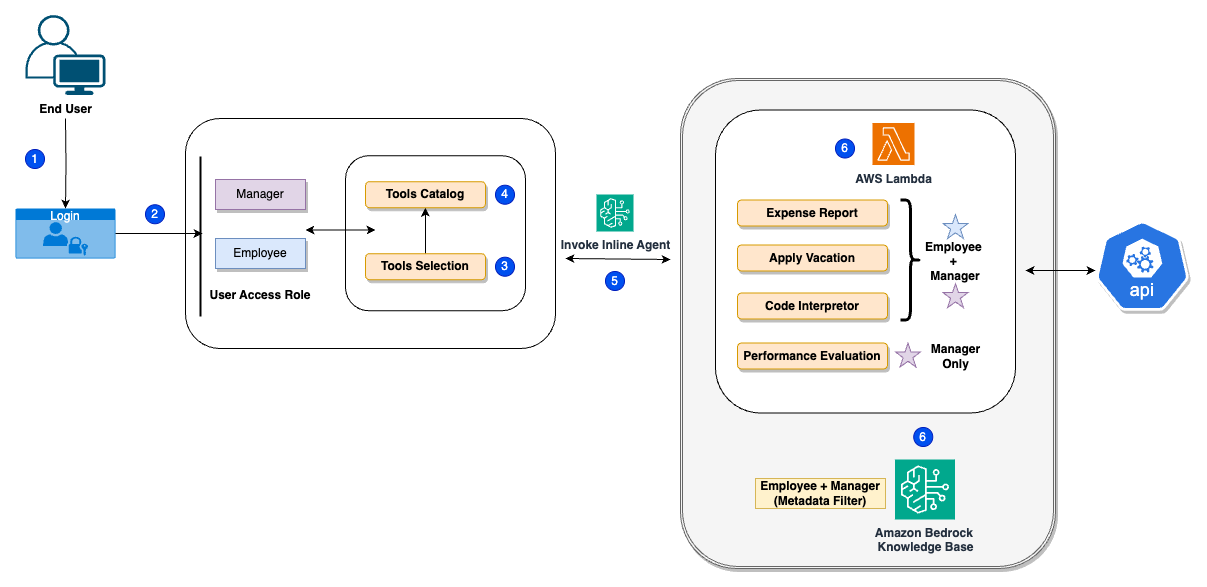 End User
1
Login
2
Manager
Employee
User Access Role
Tools Catalog
4
Tools Selection
3
Invoke Inline Agent
5
6
AWS Lambda
Expense Report
Apply Vacation
Code Interpretor
Performance Evaluation
Employee
+
Manager
Manager
Only
api
6
Employee + Manager
(Metadata Filter)
Amazon Bedrock
Knowledge Base